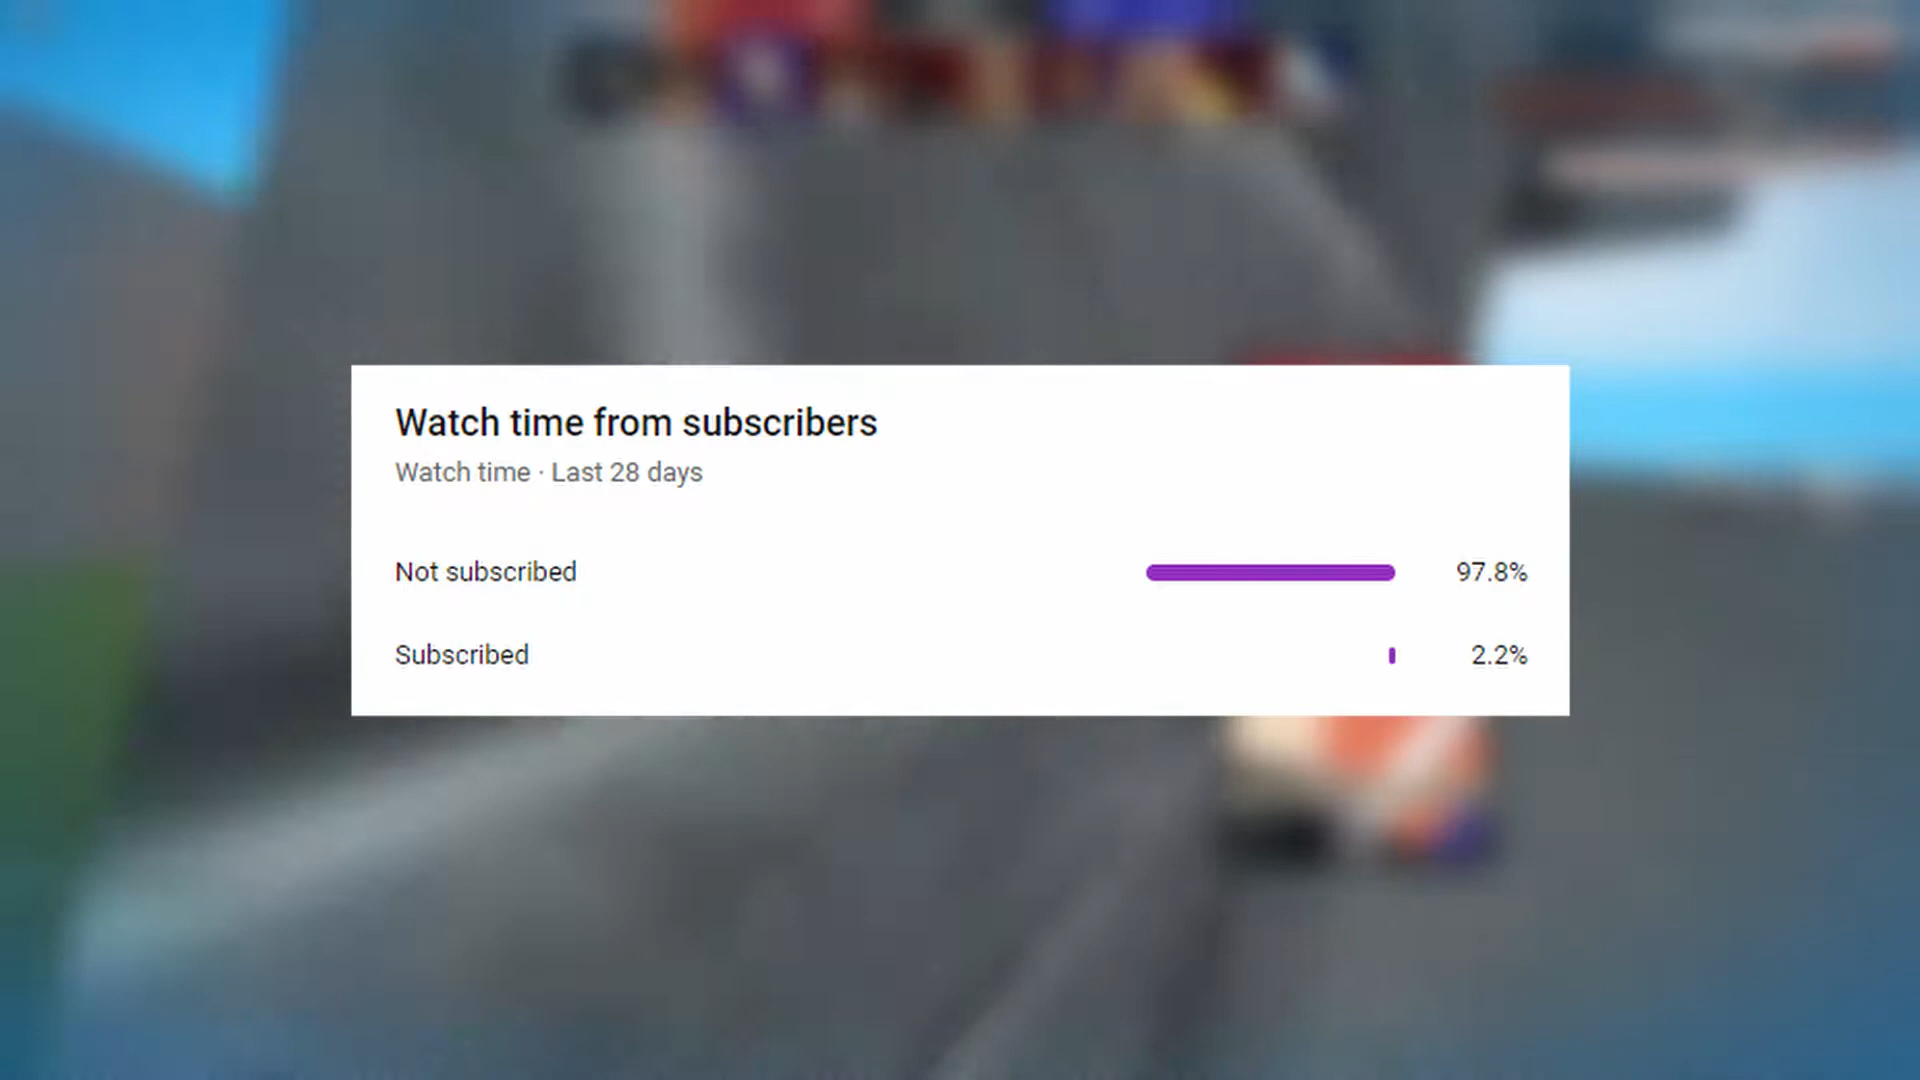 Watch time from subscribers
Watch time · Last 28 days
Not subscribed 97.8%
Subscribed 2.2%